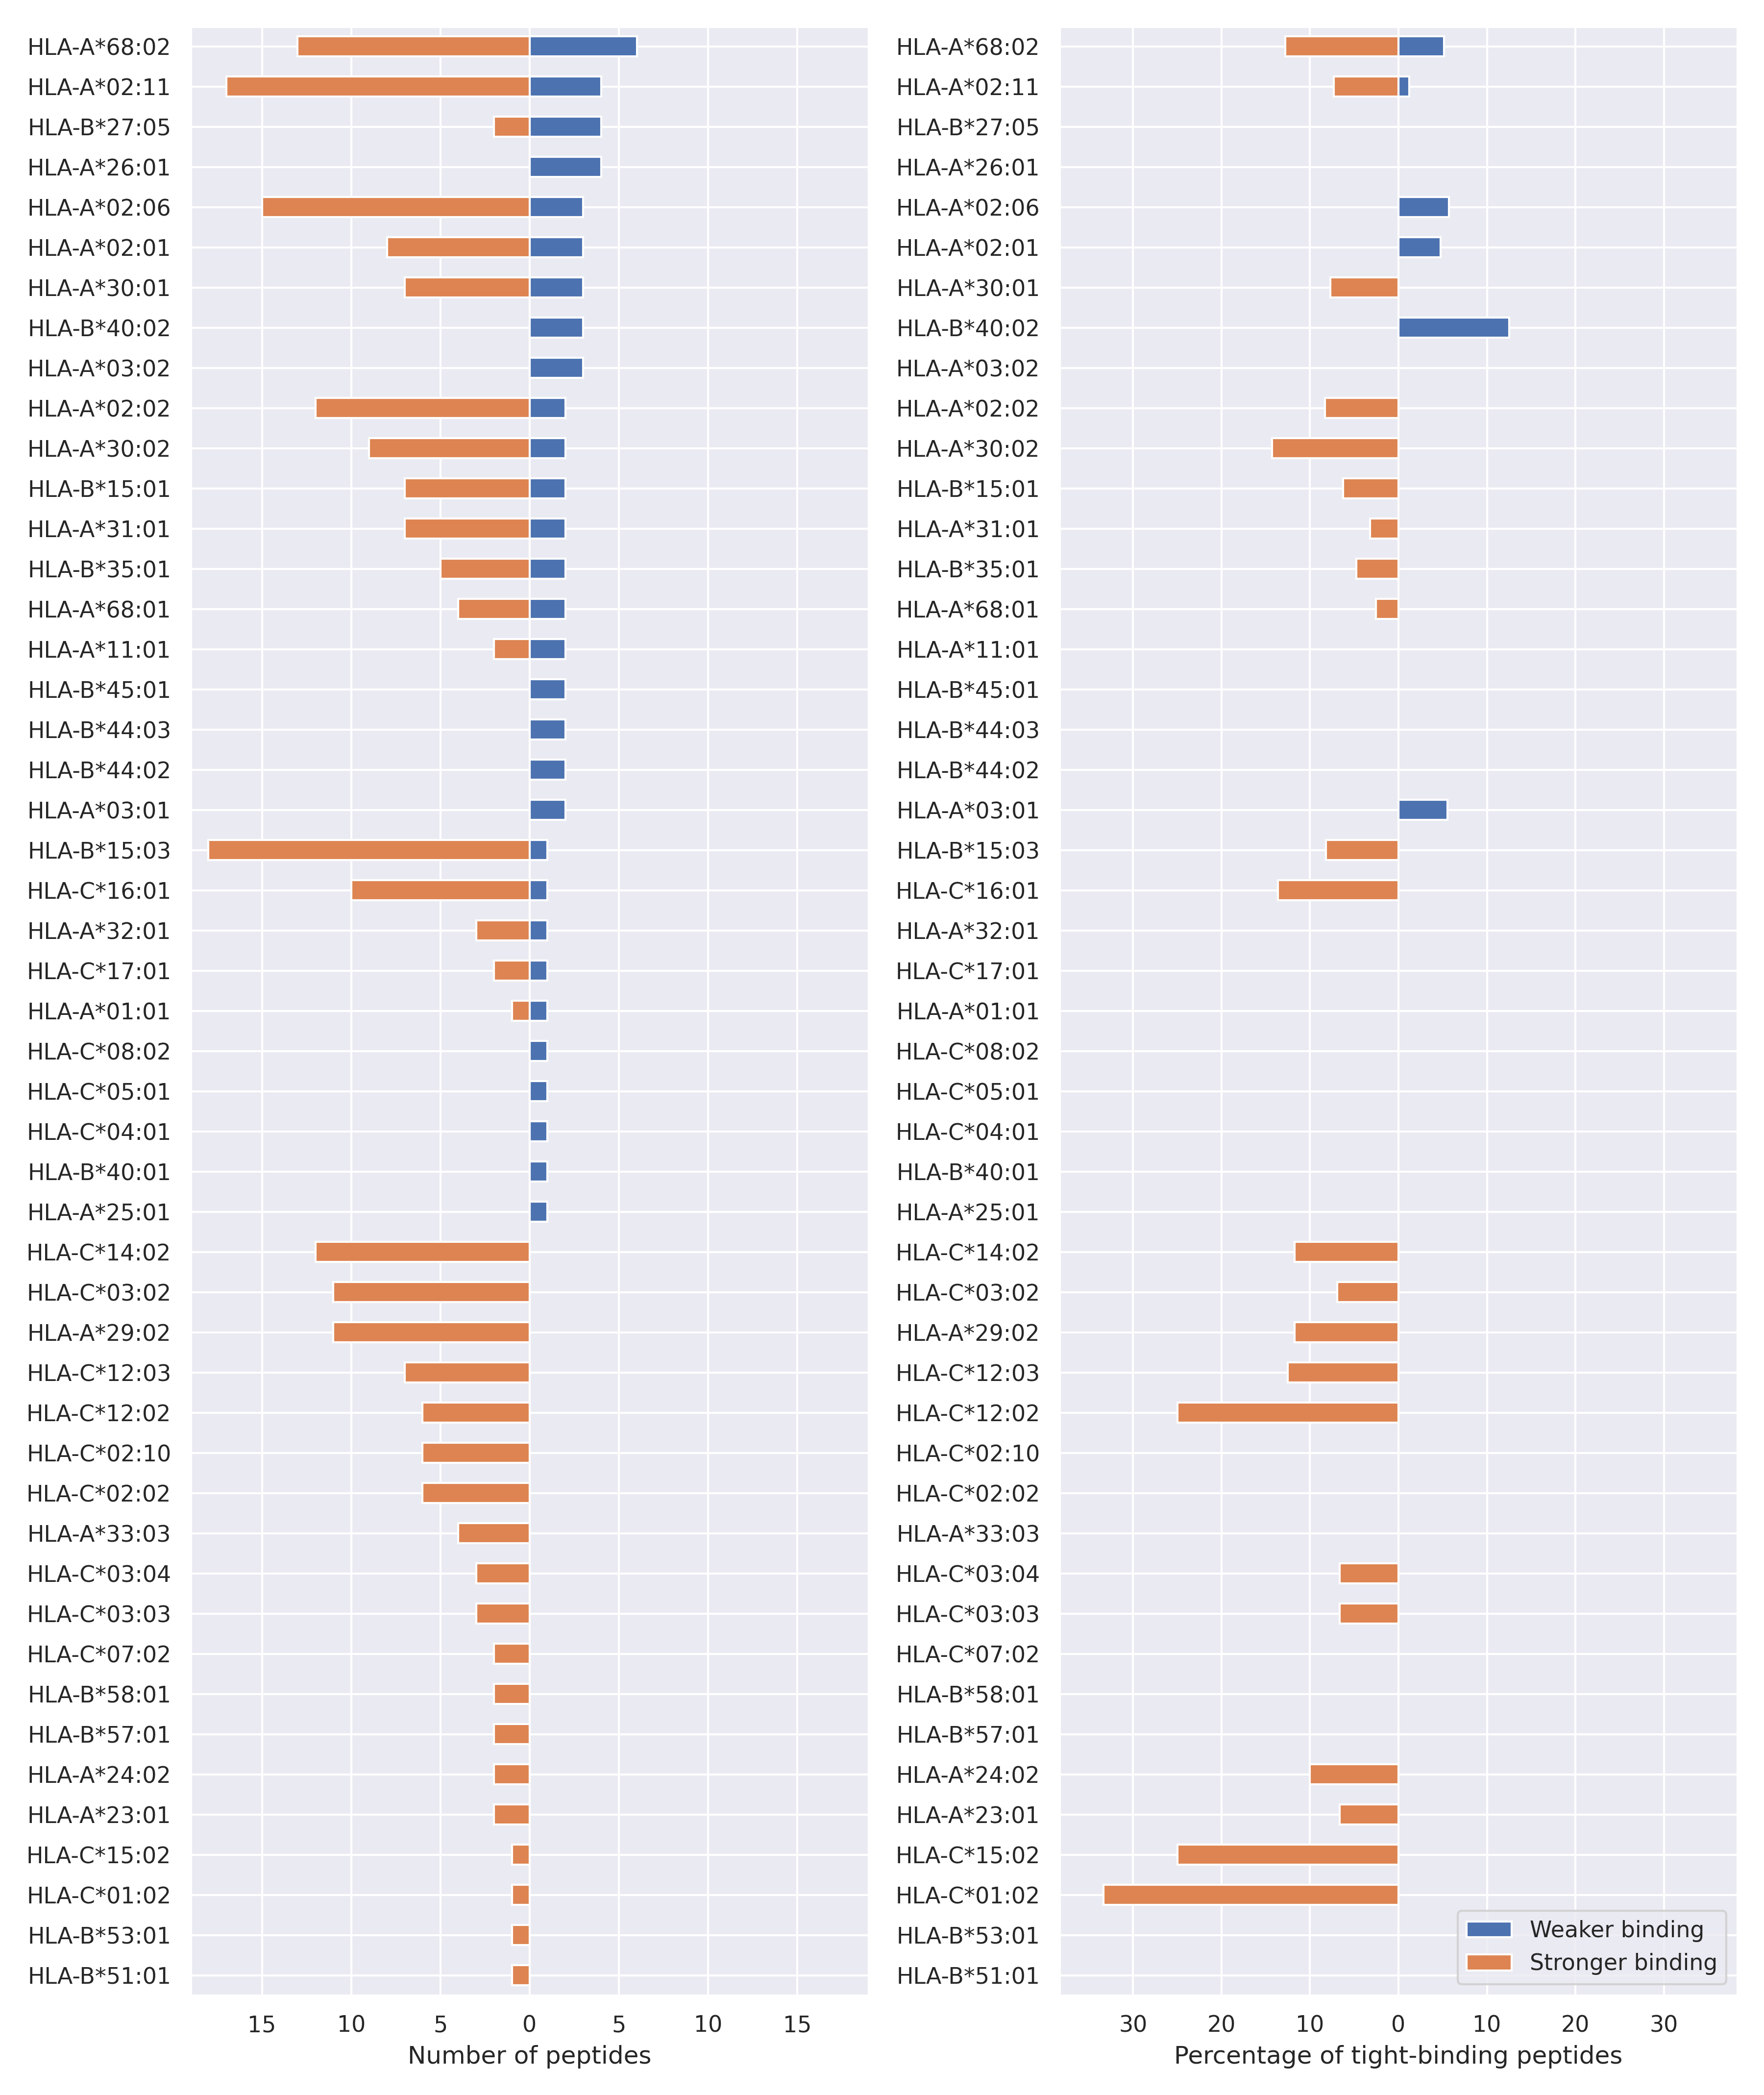 HLA-A*68:02
HLA-A*02:11
HLA-B*27:05
HLA-A*26:01
HLA-A*02:06
HLA-A*02:01
HLA-A*30:01
HLA-B*40:02
HLA-A*03:02
HLA-A*02:02
HLA-A*30:02
HLA-B*15:01
HLA-A*31:01
HLA-B*35:01
HLA-A*68:01
HLA-A*11:01
HLA-B*45:01
HLA-B*44:03
HLA-B*44:02
HLA-A*03:01
HLA-B*15:03
HLA-C*16:01
HLA-A*32:01
HLA-C*17:01
HLA-A*01:01
HLA-C*08:02
HLA-C*05:01
HLA-C*04:01
HLA-B*40:01
HLA-A*25:01
HLA-C*14:02
HLA-C*03:02
HLA-A*29:02
HLA-C*12:03
HLA-C*12:02
HLA-C*02:10
HLA-C*02:02
HLA-A*33:03
HLA-C*03:04
HLA-C*03:03
HLA-C*07:02
HLA-B*58:01
HLA-B*57:01
HLA-A*24:02
HLA-A*23:01
HLA-C*15:02
HLA-C*01:02
HLA-B*53:01
HLA-B*51:01
15 10 5 0 5 10 15
Number of peptides
HLA-A*68:02
HLA-A*02:11
HLA-B*27:05
HLA-A*26:01
HLA-A*02:06
HLA-A*02:01
HLA-A*30:01
HLA-B*40:02
HLA-A*03:02
HLA-A*02:02
HLA-A*30:02
HLA-B*15:01
HLA-A*31:01
HLA-B*35:01
HLA-A*68:01
HLA-A*11:01
HLA-B*45:01
HLA-B*44:03
HLA-B*44:02
HLA-A*03:01
HLA-B*15:03
HLA-C*16:01
HLA-A*32:01
HLA-C*17:01
HLA-A*01:01
HLA-C*08:02
HLA-C*05:01
HLA-C*04:01
HLA-B*40:01
HLA-A*25:01
HLA-C*14:02
HLA-C*03:02
HLA-A*29:02
HLA-C*12:03
HLA-C*12:02
HLA-C*02:10
HLA-C*02:02
HLA-A*33:03
HLA-C*03:04
HLA-C*03:03
HLA-C*07:02
HLA-B*58:01
HLA-B*57:01
HLA-A*24:02
HLA-A*23:01
HLA-C*15:02
HLA-C*01:02
HLA-B*53:01
HLA-B*51:01
Weaker binding
Stronger binding
30 20 10 0 10 20 30
Percentage of tight-binding peptides